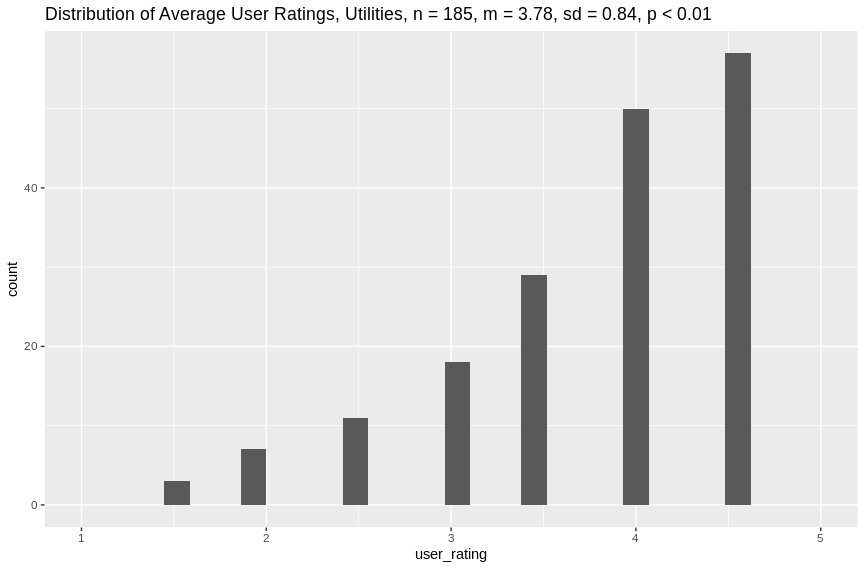 Distribution of Average User Ratings, Utilities, n = 185, m = 3.78, sd = 0.84, p < 0.01
count
40
20
0
1 2 3 4 5
user_rating